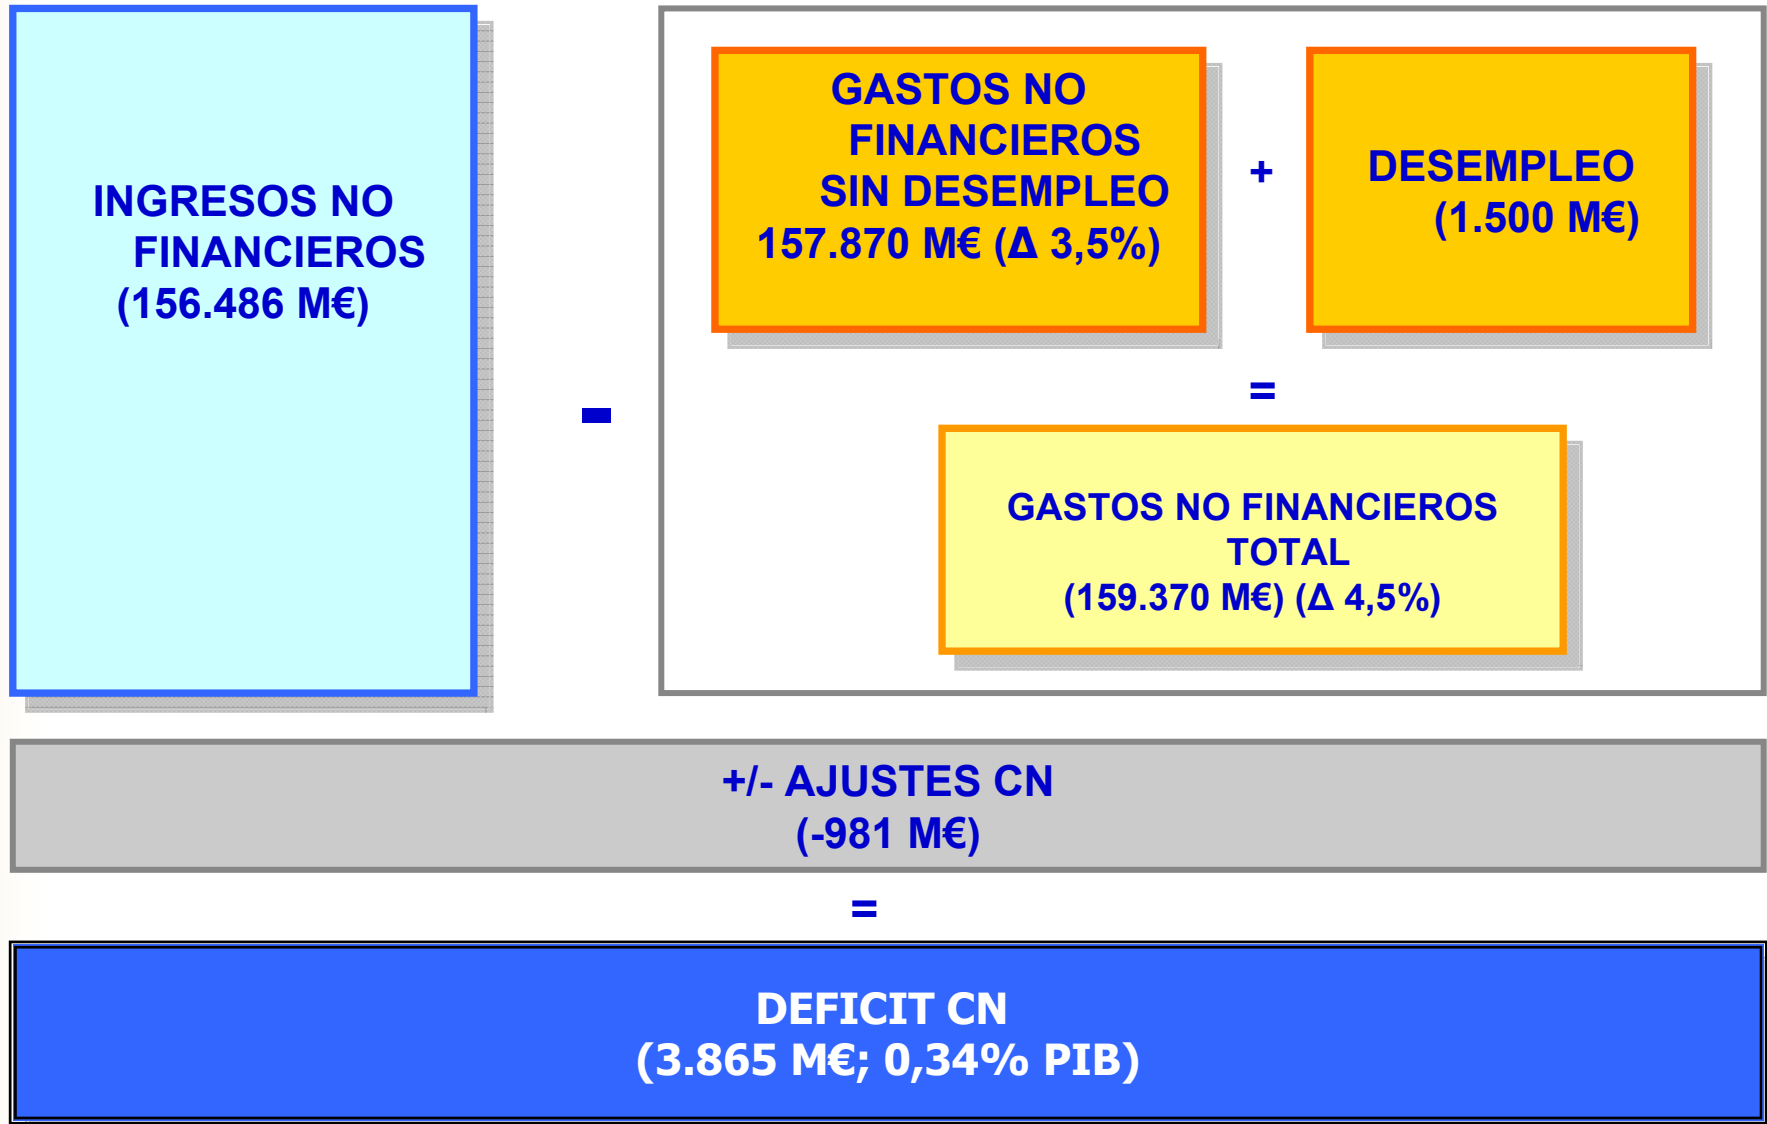 INGRESOS NO
FINANCIEROS
(156.486 M€)
-
GASTOS NO
FINANCIEROS
SIN DESEMPLEO
157.870 M€ (Δ 3,5%)
+
DESEMPLEO
(1.500 M€)
=
GASTOS NO FINANCIEROS
TOTAL
(159.370 M€) (Δ 4,5%)
+/- AJUSTES CN
(-981 M€)
=
DEFICIT CN
(3.865 M€; 0,34% PIB)